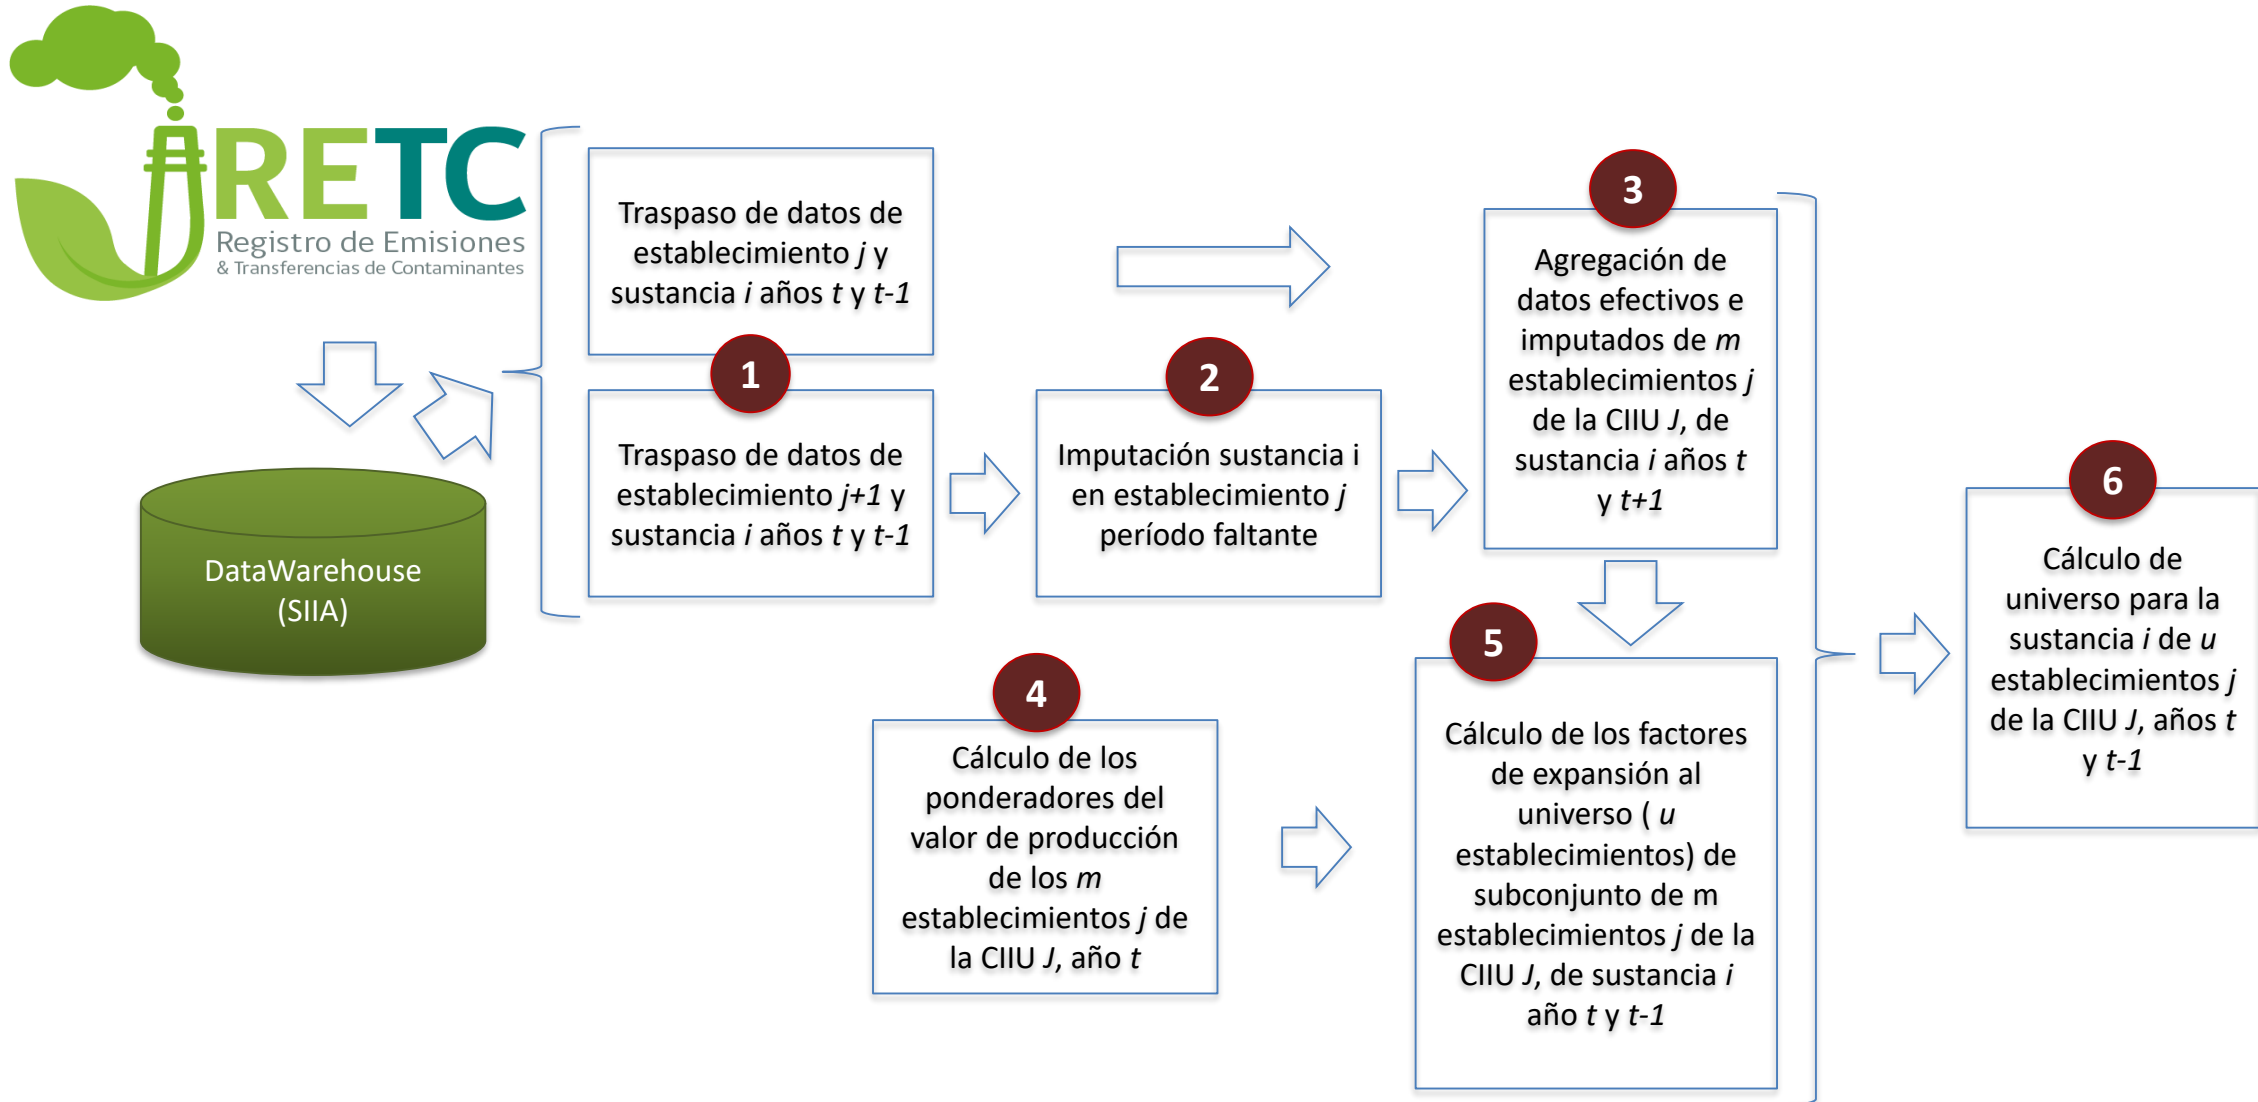 RETC
Registro de Emisiones
& Transferencias de Contaminantes
DataWarehouse
(SIIA)
Traspaso de datos de
establecimiento j y
sustancia i años t y t-1
1
Traspaso de datos de
establecimiento j+1 y
sustancia i años t y t-1
2
Imputación sustancia i
en establecimiento j
período faltante
3
Agregación de
datos efectivos e
imputados de m
establecimientos j
de la CIIU J, de
sustancia i años t
y t+1
4
Cálculo de los
ponderadores del
valor de producción
de los m
establecimientos j de
la CIIU J, año t
5
Cálculo de los factores
de expansión al
universo ( u
establecimientos) de
subconjunto de m
establecimientos j de la
CIIU J, de sustancia i
año t y t-1
6
Cálculo de
universo para la
sustancia i de u
establecimientos j
de la CIIU J, años t
y t-1